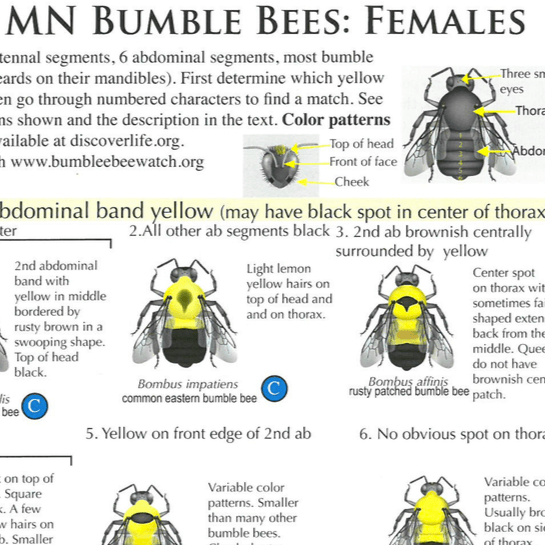 MN BUMBLE BEES: FEMALES
tennal segments, 6 abdominal segments, most bumble
eards on their mandibles). First determine which yellow
en go through numbered characters to find a match. See
ns shown and the description in the text. Color patterns
vailable at discoverlife.org.
h www.bumblebeewatch.org
Three sm
eyes
Thora
Abdo
Top of head
Front of face
Cheek
bdominal band yellow (may have black spot in center of thorax
ter
2.All other ab segments black
3. 2nd ab brownish centrally
surrounded by yellow
2nd abdominal
band with
yellow in middle
bordered by
rusty brown in a
swooping shape.
Top of head
black.
lis
bee
C
Light lemon
yellow hairs on
top of head and
and on thorax.
Bombus impatiens
common eastern bumble bee
C
Center spot
on thorax wit
sometimes fai
shaped exten
back from the
middle. Quee
do not have
brownish cen
patch.
Bombus affinis
rusty patched bumble bee
5. Yellow on front edge of 2nd ab
6. No obvious spot on thora
on top of
Square
k. A few
w hairs on
b. Smaller
Variable color
patterns. Smaller
than many other
bumble bees.
Variable co
patterns.
Usually bro
black on sid
of thorax